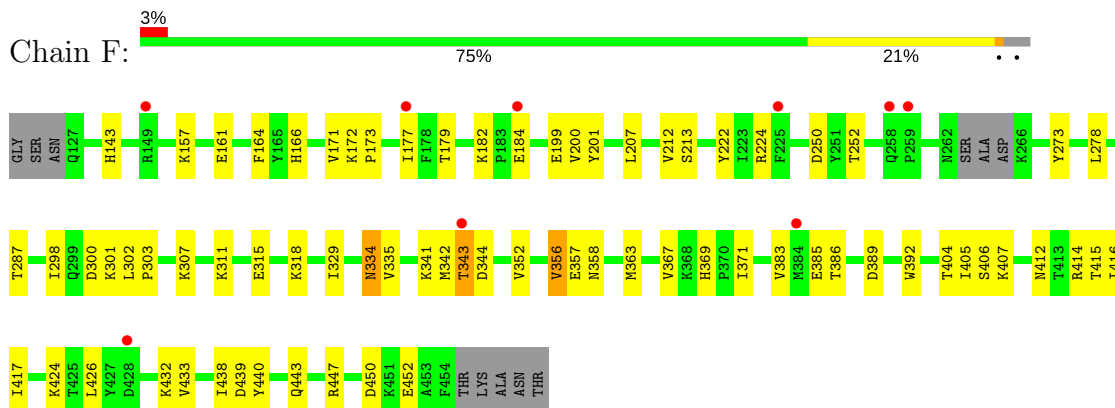 3%
Chain F:
75% 21% • •
GLY SER ASN Q127 H143 R149 K157 E161 F164 Y165 H166 V171 K172 P173 I177 F178 T179 K182 P183 E184 E199 V200 Y201 L207 V212 S213 Y222 I223 R224 F225 D250 Y251 T252 Q258 P259 N262 SER ALA ASP K266 Y273 L278
T287 I298 Q299 D300 K301 L302 P303 K307 K311 E315 K318 I329 N334 V335 K341 M342 T343 D344 V352 V356 E357 N358 M363 V367 K368 H369 P370 I371 V383 M384 E385 T386 D389 W392 T404 I405 S406 K407 N412 T413 R414 T415 I416
I417 K424 T425 L426 Y427 D428 K432 V433 I438 D439 Y440 Q443 R447 D450 K451 E452 A453 F454 THR LYS ALA ASN THR